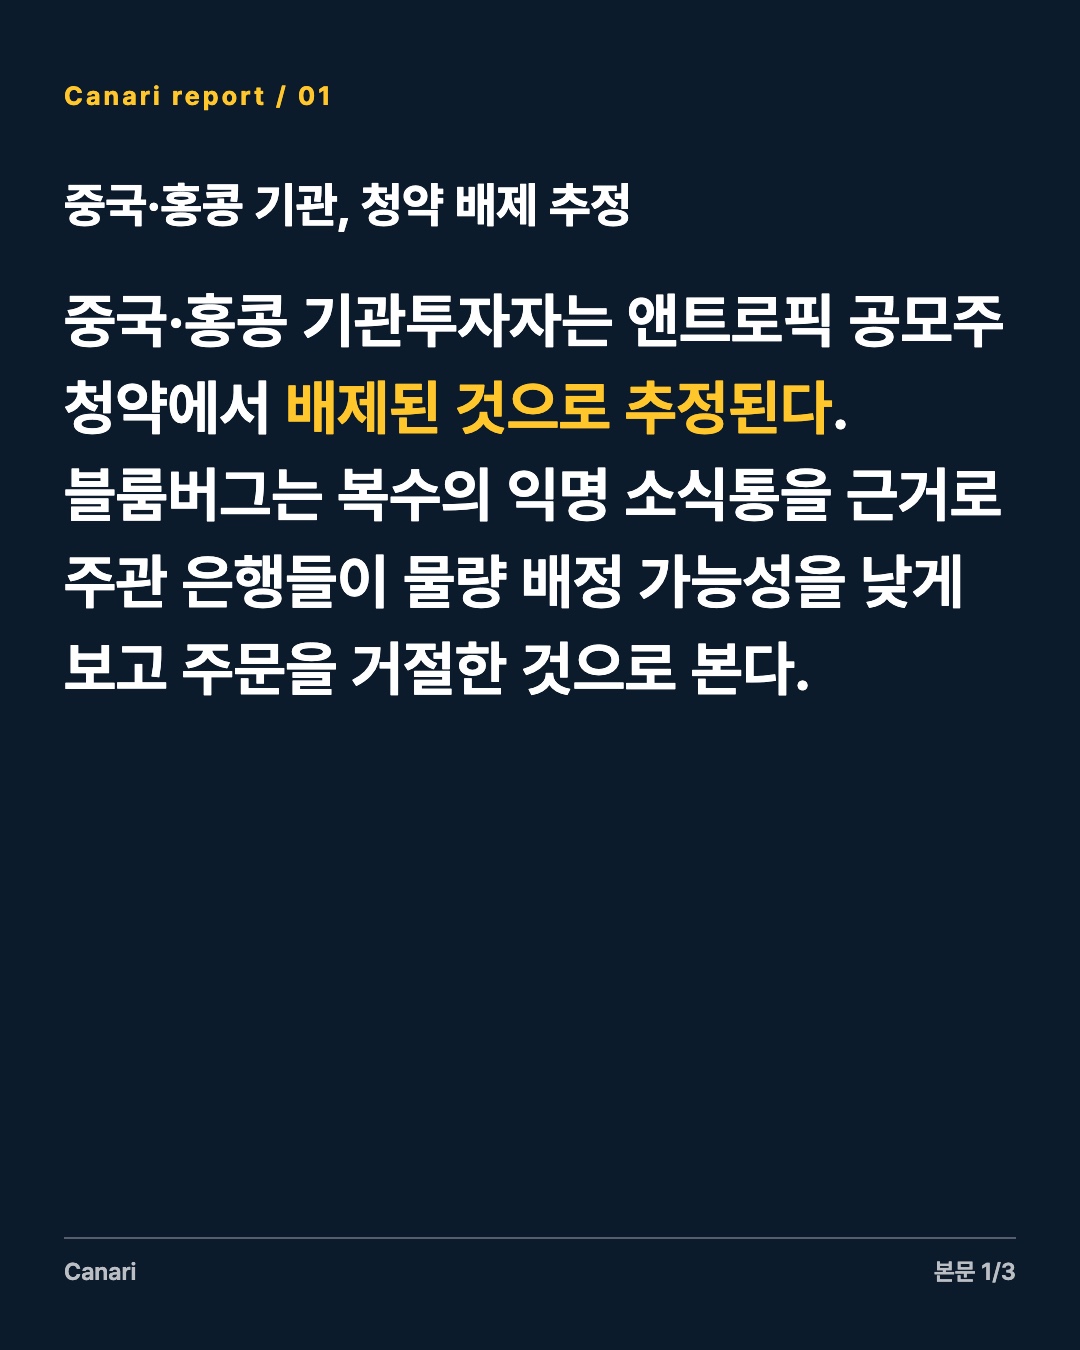 Canari report / 01
중국·홍콩 기관, 청약 배제 추정
중국·홍콩 기관투자자는 앤트로픽 공모주
청약에서 배제된 것으로 추정된다.
블룸버그는 복수의 익명 소식통을 근거로
주관 은행들이 물량 배정 가능성을 낮게
보고 주문을 거절한 것으로 본다.
Canari
본문 1/3